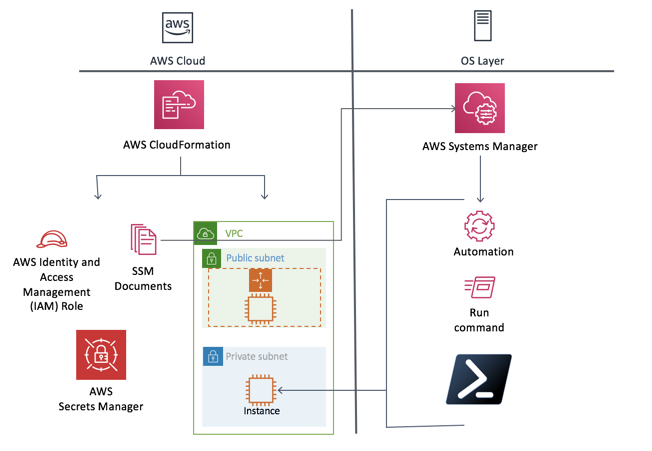 aws
AWS Cloud
OS Layer
AWS CloudFormation
AWS Systems Manager
AWS Identity and
Access
Management
(IAM) Role
SSM
Documents
AWS
Secrets Manager
VPC
Public subnet
Private subnet
Instance
Automation
Run
command